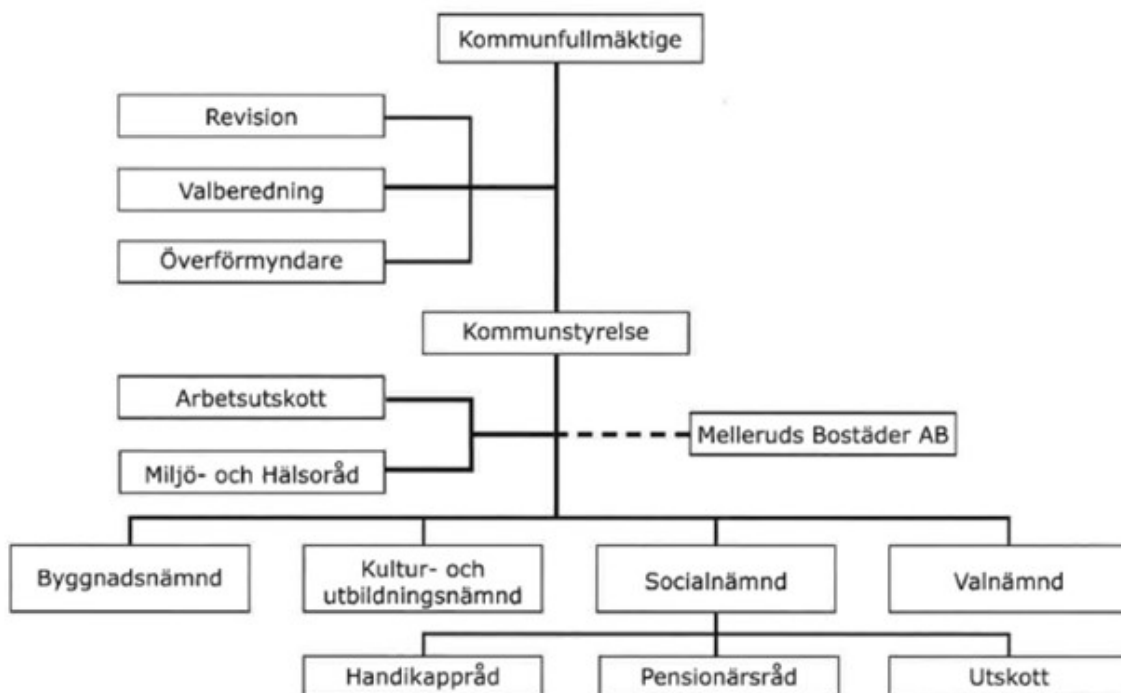 Kommunfullmäktige
Revision
Valberedning
Överförmyndare
Kommunstyrelse
Arbetsutskott
Melleruds Bostäder AB
Miljö- och Hälsoråd
Byggnadsnämnd
Kultur- och
utbildningsnämnd
Socialnämnd
Valnämnd
Handikappråd
Pensionärsråd
Utskott